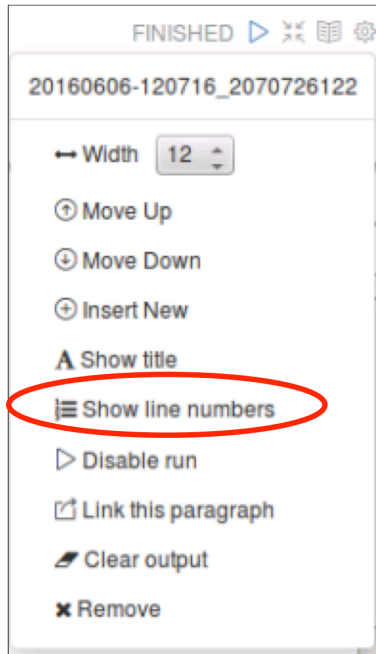 FINISHED
20160606-120716_2070726122
Width 12
Move Up
Move Down
Insert New
A Show title
Show line numbers
Disable run
Link this paragraph
Clear output
Remove